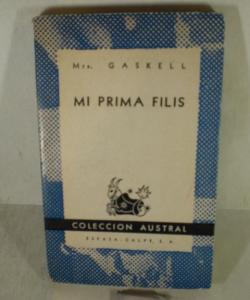 Mrs. GASKELL
MI PRIMA FILIS
COLECCION AUSTRAL
ESPASA-CALPE, S. A.